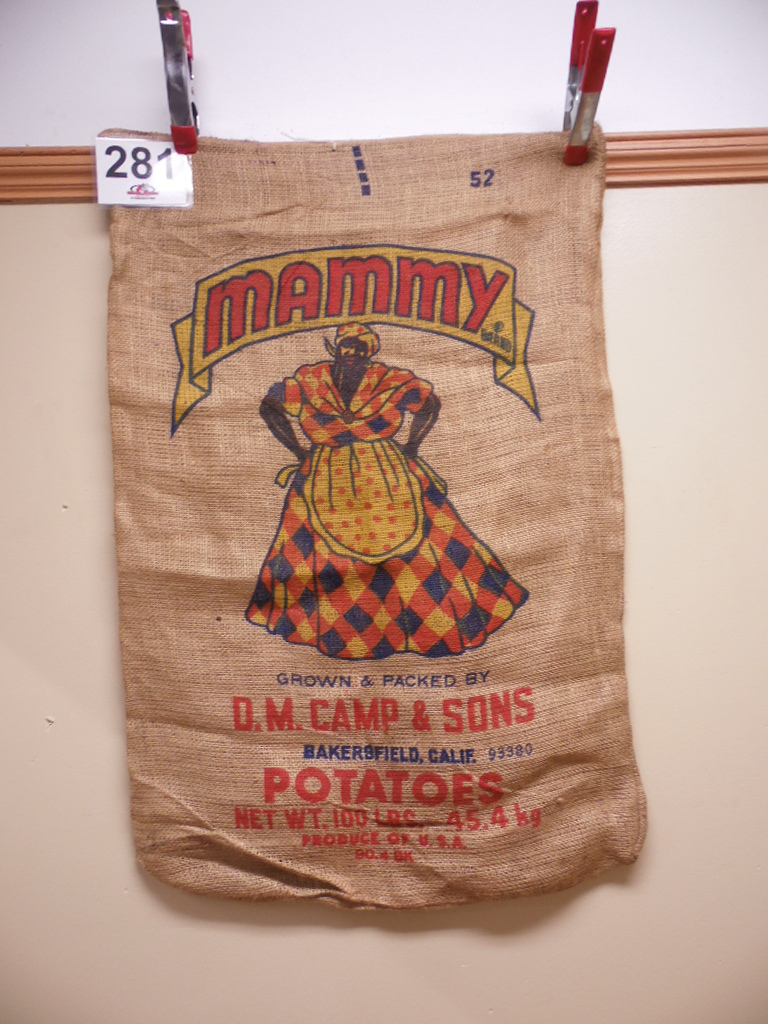 281
52
MAMMY
GROWN & PACKED BY
D.M. CAMP & SONS
BAKERSFIELD, CALIF. 93380
POTATOES
NET WT. 100 LBS. - 45.4 kg
PRODUCE OF U.S.A.